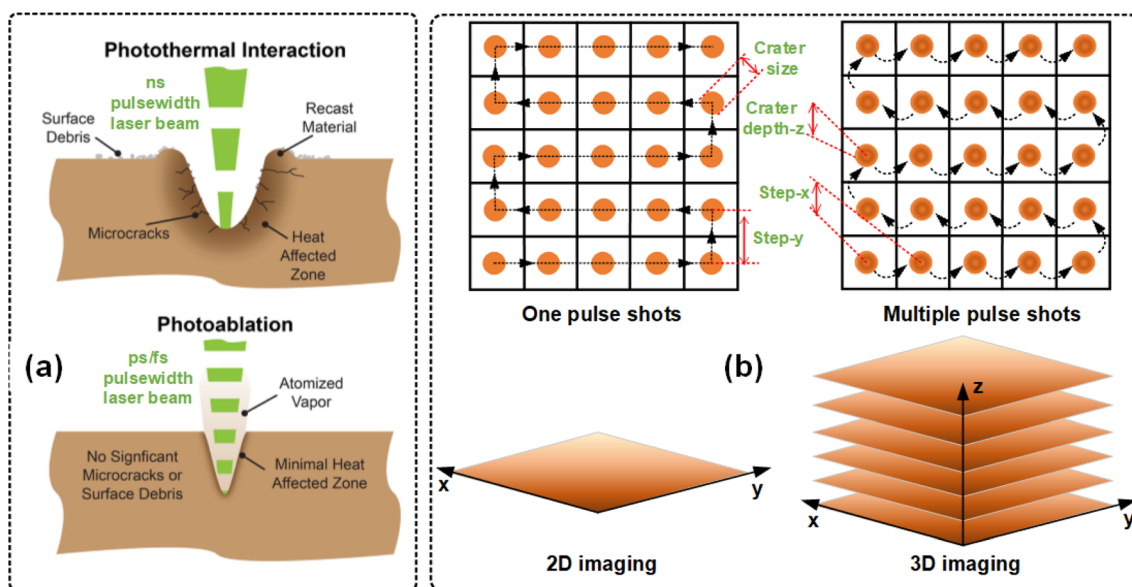 Photothermal Interaction
ns
pulsewidth
laser beam
Surface
Debris
Recast
Material
Microcracks
Heat
Affected
Zone
Photoablation
(a)
ps/fs
pulsewidth
laser beam
Atomized
Vapor
No Signficant
Microcracks or
Surface Debris
Minimal Heat
Affected Zone
Crater
size
Crater
depth-z
Step-x
Step-y
One pulse shots
Multiple pulse shots
(b)
x
y
2D imaging
z
x
y
3D imaging